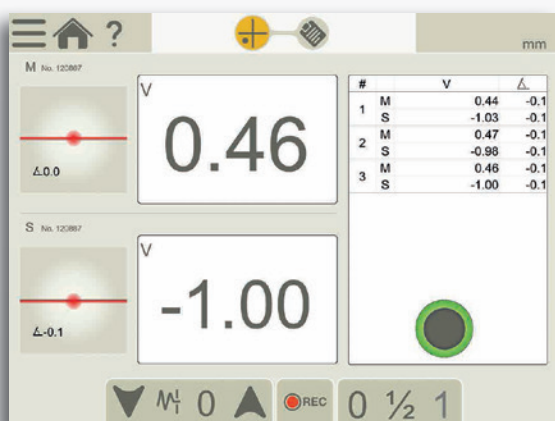 ?
mm
M No. 120887
V
0.46
∡0.0
S No. 120887
V
-1.00
∡-0.1
# V ∡
1 M 0.44 -0.1
S -1.03 -0.1
2 M 0.47 -0.1
S -0.98 -0.1
3 M 0.46 -0.1
S -1.00 -0.1
0 REC 0 ½ 1